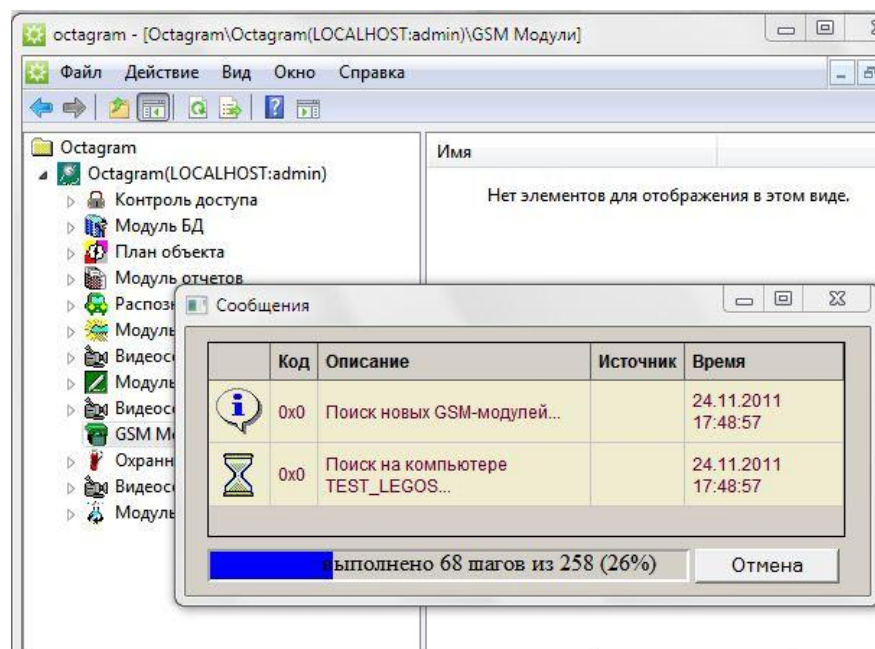 octagram - [Octagram\Octagram(LOCALHOST:admin)\GSM Модули]
Файл Действие Вид Окно Справка
Octagram
Octagram(LOCALHOST:admin)
Контроль доступа
Модуль БД
План объекта
Модуль отчетов
Распозн
Модуль
Видеос
Модуль
Видеос
GSM М
Охранн
Видеос
Модуль
Имя
Нет элементов для отображения в этом виде.
Сообщения
Код Описание Источник Время
0x0 Поиск новых GSM-модулей... 24.11.2011
17:48:57
0x0 Поиск на компьютере
TEST_LEGOS... 24.11.2011
17:48:57
выполнено 68 шагов из 258 (26%)
Отмена